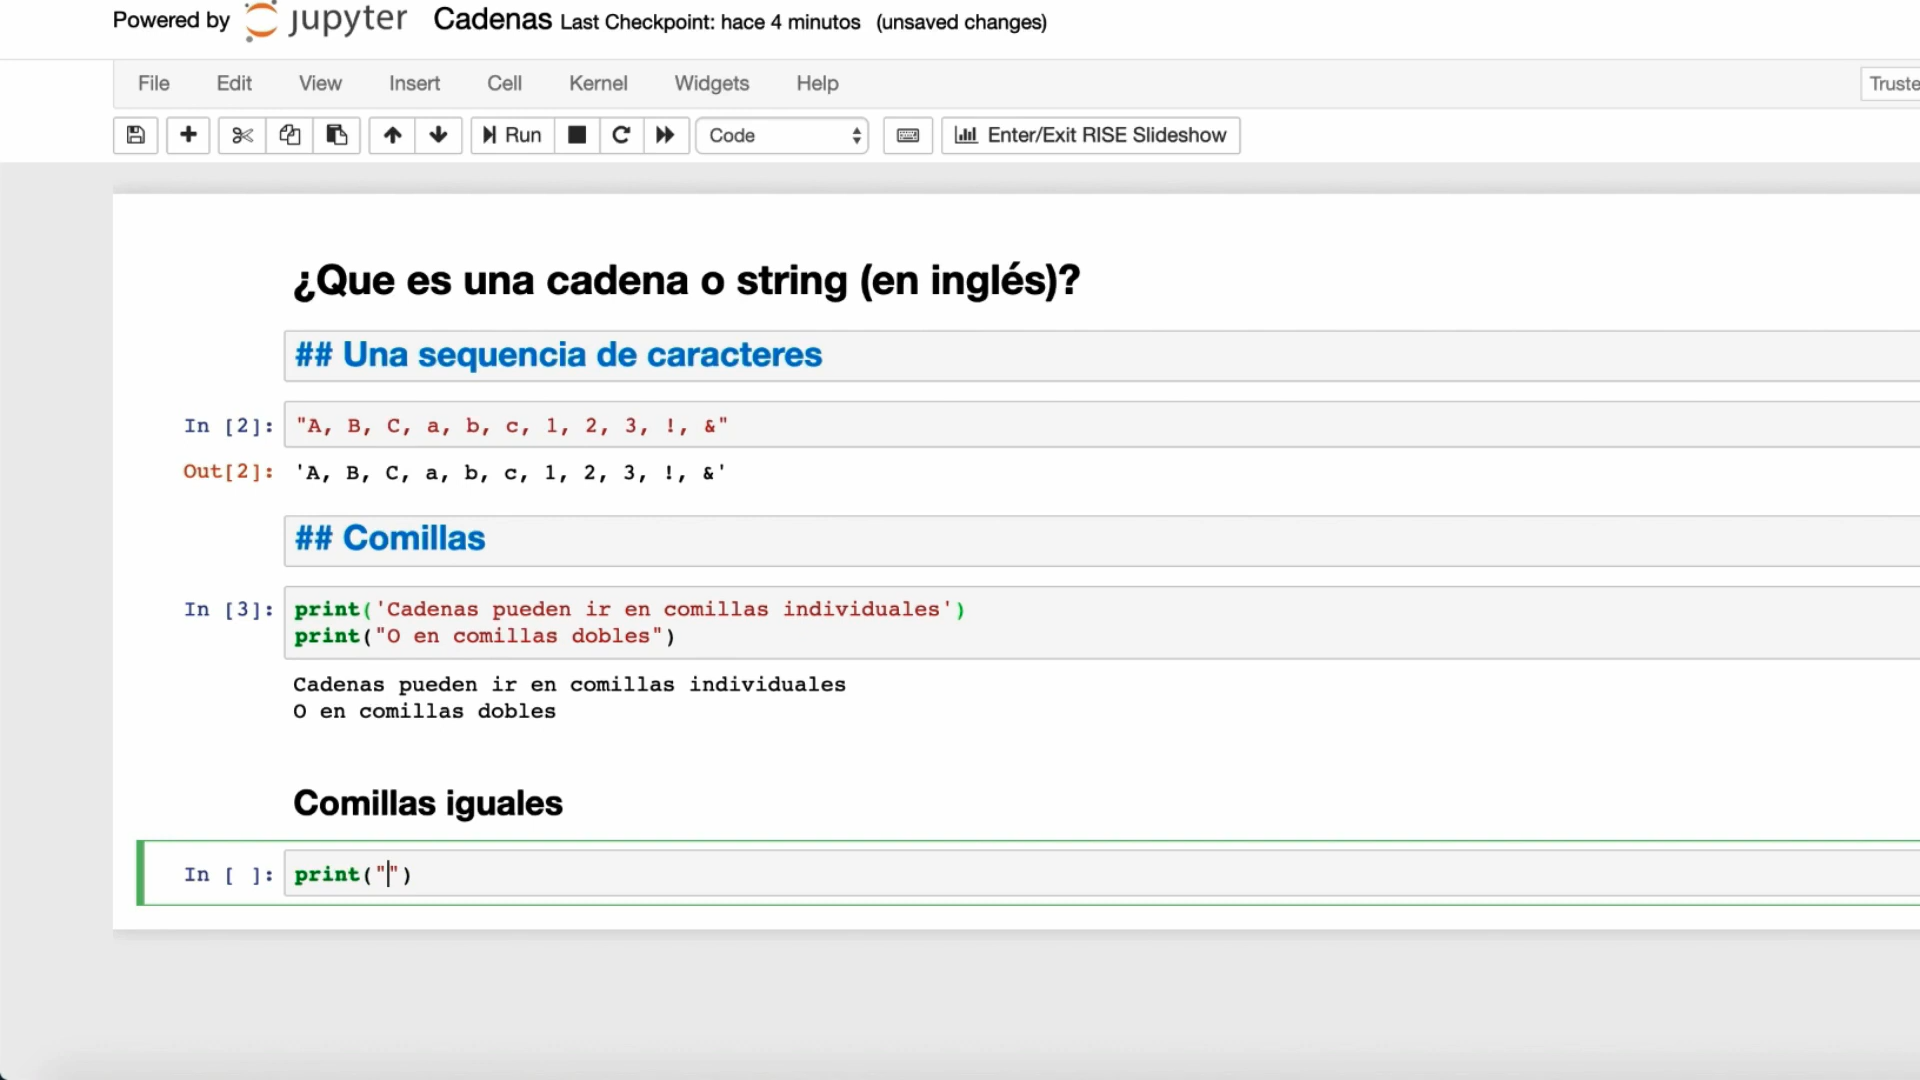 Powered by jupyter Cadenas Last Checkpoint: hace 4 minutos (unsaved changes)
File Edit View Insert Cell Kernel Widgets Help Truste
Run Code Enter/Exit RISE Slideshow
¿Que es una cadena o string (en inglés)?
## Una sequencia de caracteres
In [2]: "A, B, C, a, b, c, 1, 2, 3, !, &"
Out[2]: 'A, B, C, a, b, c, 1, 2, 3, !, &'
## Comillas
In [3]: print('Cadenas pueden ir en comillas individuales')
print("O en comillas dobles")
Cadenas pueden ir en comillas individuales
O en comillas dobles
Comillas iguales
In [ ]: print("")